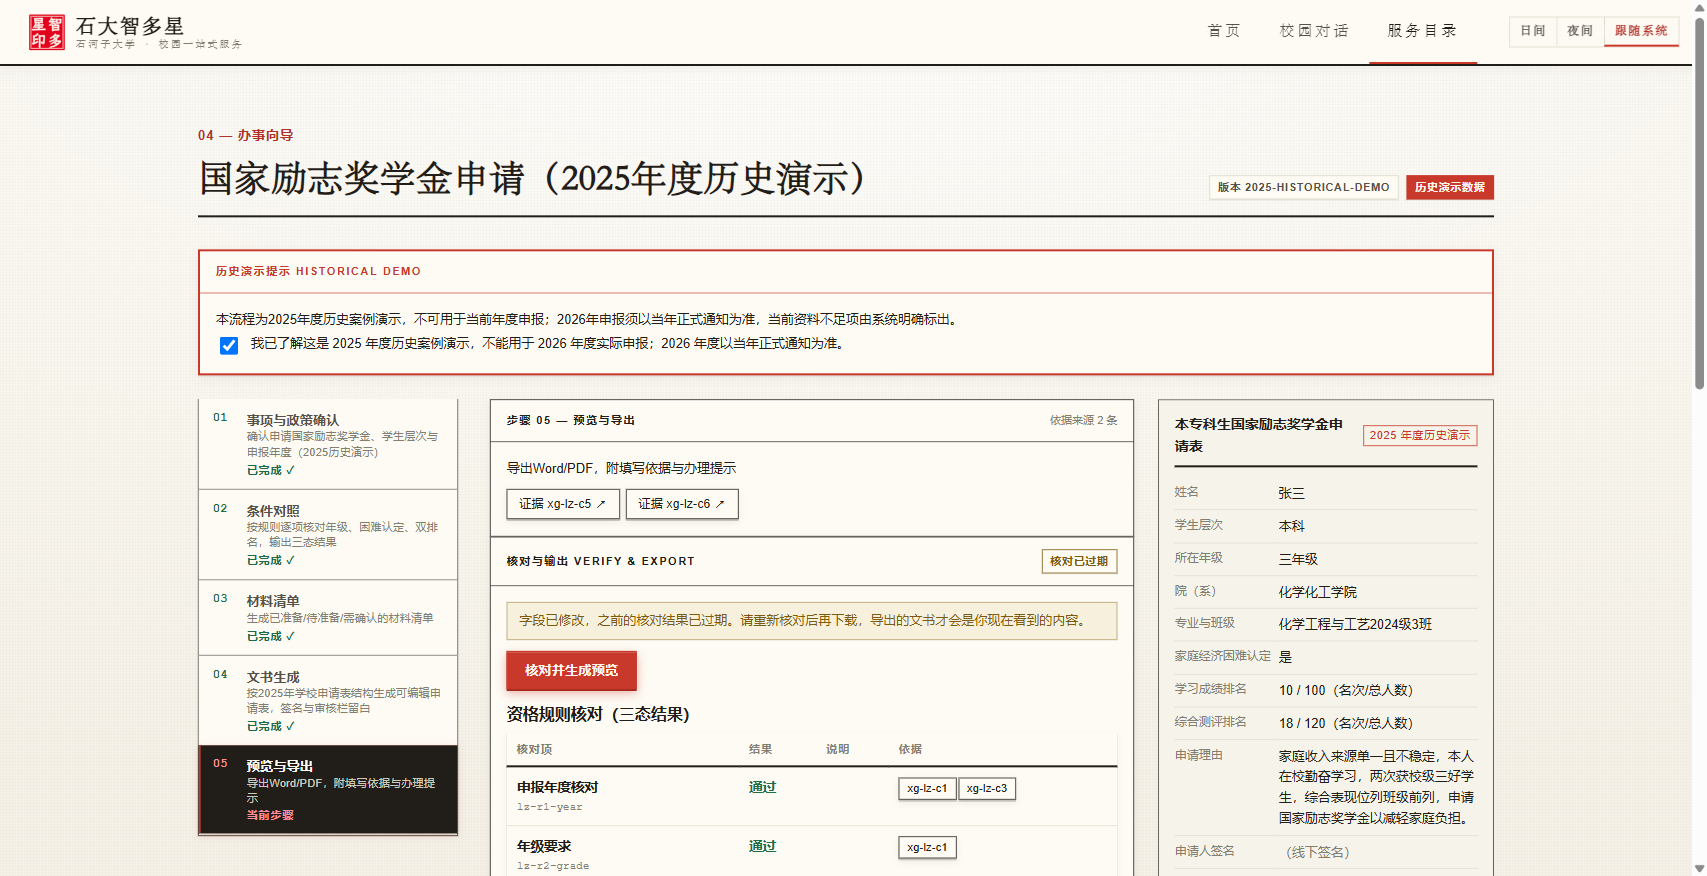 星智
印多
石大智多星
石河子大学 · 校园一站式服务
首页
校园对话
服务目录
日间
夜间
跟随系统
04 — 办事向导
国家励志奖学金申请（2025年度历史演示）
版本 2025-HISTORICAL-DEMO
历史演示数据
历史演示提示 HISTORICAL DEMO
本流程为2025年度历史案例演示，不可用于当前年度申报；2026年申报须以当年正式通知为准，当前资料不足项由系统明确标出。
我已了解这是 2025 年度历史案例演示，不能用于 2026 年度实际申报；2026 年度以当年正式通知为准。
01
事项与政策确认
确认申请国家励志奖学金、学生层次与
申报年度（2025历史演示）
已完成 ✓
02
条件对照
按规则逐项核对年级、困难认定、双排
名，输出三态结果
已完成 ✓
03
材料清单
生成已准备/待准备/需确认的材料清单
已完成 ✓
04
文书生成
按2025年学校申请表结构生成可编辑申
请表，签名与审核栏留白
已完成 ✓
05
预览与导出
导出Word/PDF，附填写依据与办理提
示
当前步骤
步骤 05 — 预览与导出
依据来源 2 条
导出Word/PDF，附填写依据与办理提示
证据 xg-lz-c5 ↗
证据 xg-lz-c6 ↗
核对与输出 VERIFY & EXPORT
核对已过期
字段已修改，之前的核对结果已过期。请重新核对后再下载，导出的文书才会是你现在看到的内容。
核对并生成预览
资格规则核对（三态结果）
核对项 结果 说明 依据
申报年度核对 通过 xg-lz-c1 xg-lz-c3
lz-r1-year
年级要求 通过 xg-lz-c1
lz-r2-grade
本专科生国家励志奖学金申
请表
2025 年度历史演示
姓名 张三
学生层次 本科
所在年级 三年级
院（系） 化学化工学院
专业与班级 化学工程与工艺2024级3班
家庭经济困难认定 是
学习成绩排名 10 / 100（名次/总人数）
综合测评排名 18 / 120（名次/总人数）
申请理由 家庭收入来源单一且不稳定，本人
在校勤奋学习，两次获校级三好学
生，综合表现位列班级前列，申请
国家励志奖学金以减轻家庭负担。
申请人签名 （线下签名）